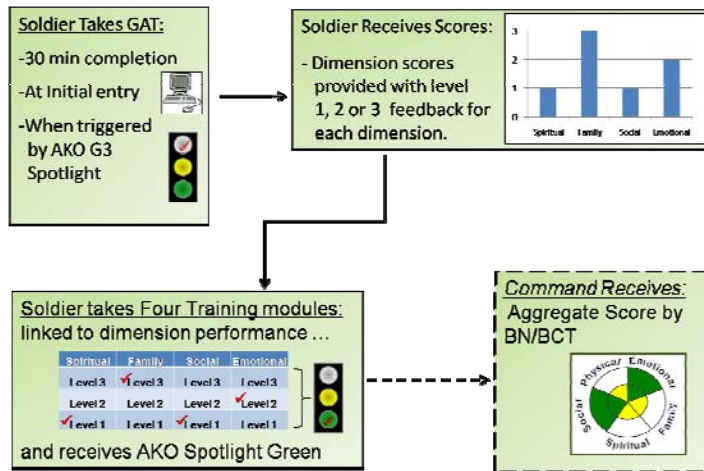 Soldier Takes GAT:
-30 min completion
-At Initial entry
-When triggered
by AKO G3
Spotlight
Soldier Receives Scores:
- Dimension scores
provided with level
1, 2 or 3 feedback for
each dimension.
3
2
1
0
Spiritual Family Social Emotional
Soldier takes Four Training modules:
linked to dimension performance ...
Spiritual Family Social Emotional
Level 3 Level 3 Level 3 Level 3
Level 2 Level 2 Level 2 Level 2
Level 1 Level 1 Level 1 Level 1
and receives AKO Spotlight Green
Command Receives:
Aggregate Score by
BN/BCT
Physical Emotional
Social Family
Spiritual